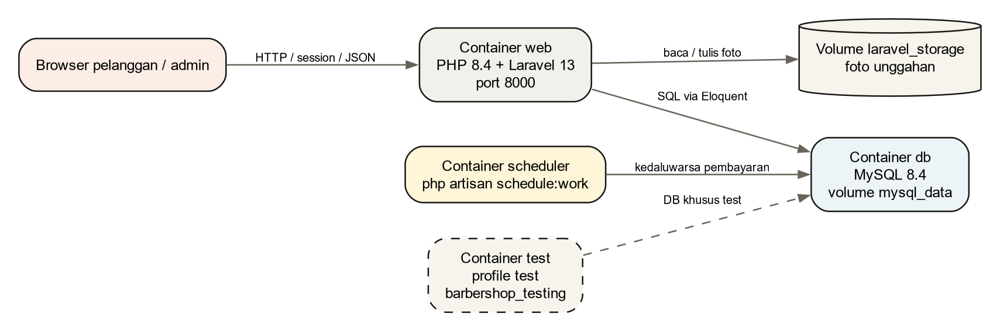 Browser pelanggan / admin
HTTP / session / JSON
Container web
PHP 8.4 + Laravel 13
port 8000
baca / tulis foto
Volume laravel_storage
foto unggahan
SQL via Eloquent
Container scheduler
php artisan schedule:work
kedaluwarsa pembayaran
Container db
MySQL 8.4
volume mysql_data
DB khusus test
Container test
profile test
barbershop_testing